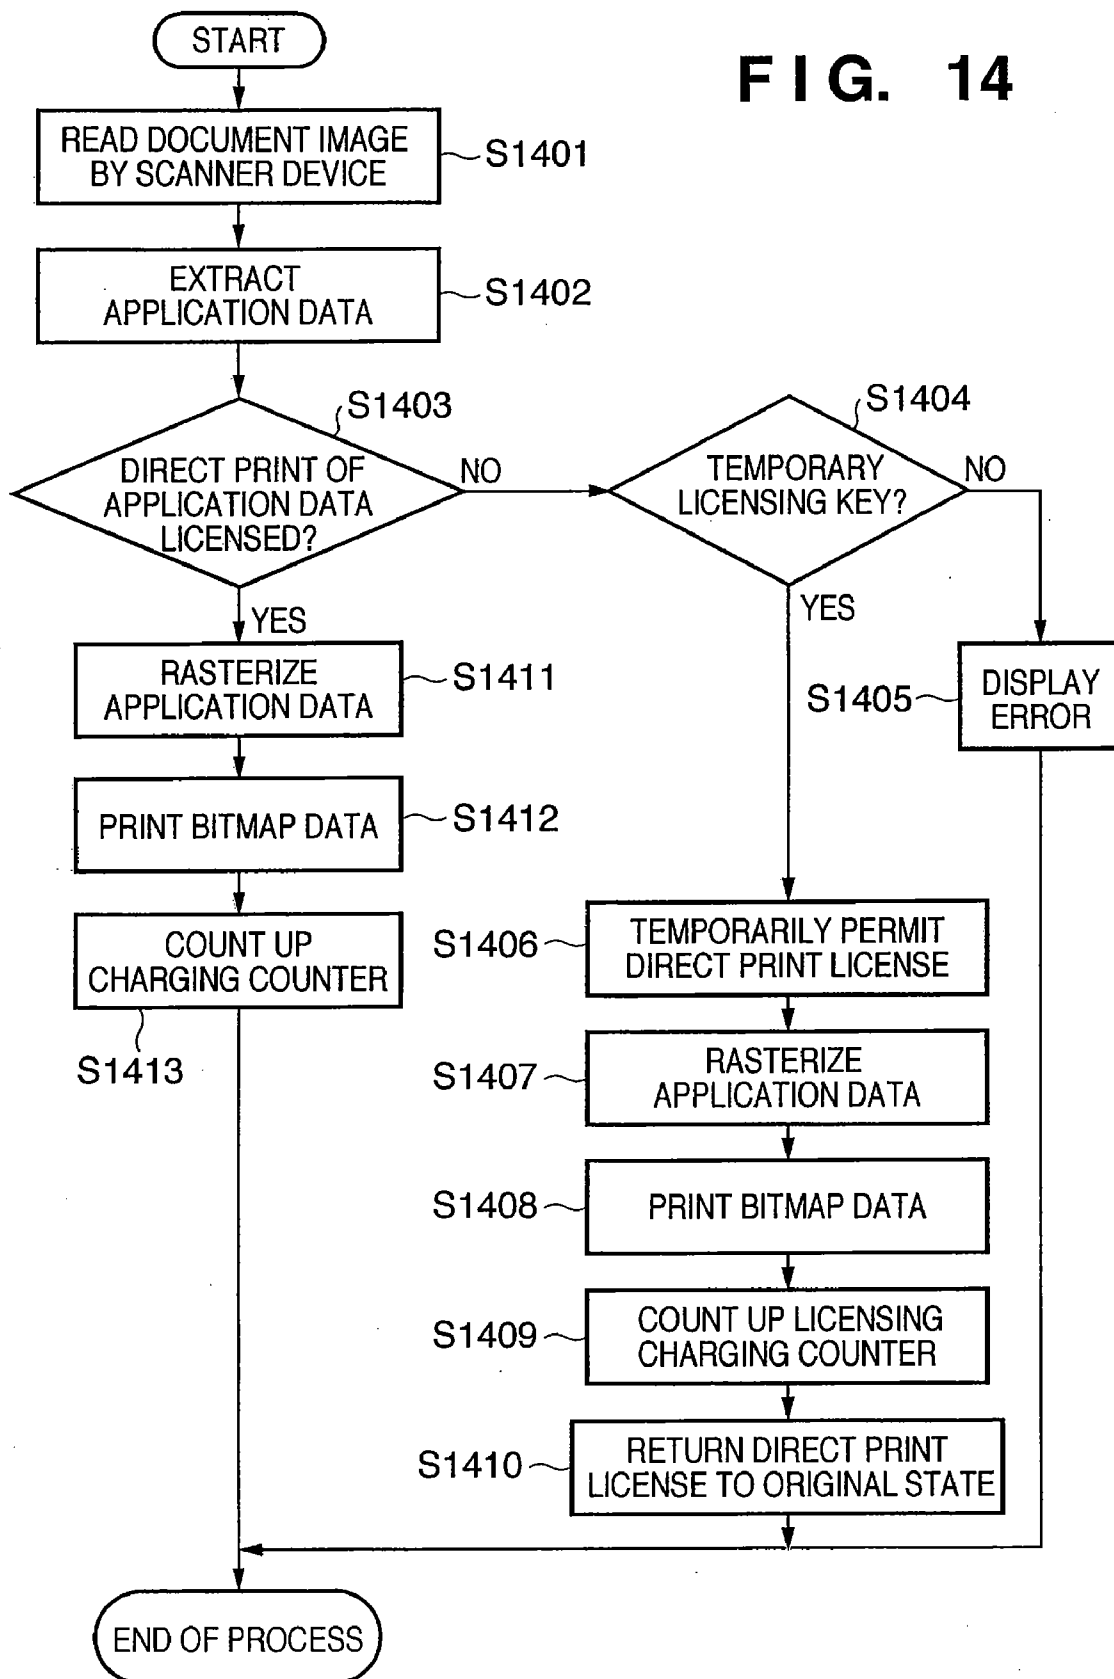 START
FIG. 14
READ DOCUMENT IMAGE
BY SCANNER DEVICE
S1401
EXTRACT
APPLICATION DATA
S1402
S1403
DIRECT PRINT OF
APPLICATION DATA
LICENSED?
NO
S1404
TEMPORARY
LICENSING KEY?
NO
YES
YES
RASTERIZE
APPLICATION DATA
S1411
S1405
DISPLAY
ERROR
PRINT BITMAP DATA
S1412
COUNT UP
CHARGING COUNTER
S1413
S1406
TEMPORARILY PERMIT
DIRECT PRINT LICENSE
S1407
RASTERIZE
APPLICATION DATA
S1408
PRINT BITMAP DATA
S1409
COUNT UP LICENSING
CHARGING COUNTER
S1410
RETURN DIRECT PRINT
LICENSE TO ORIGINAL STATE
END OF PROCESS